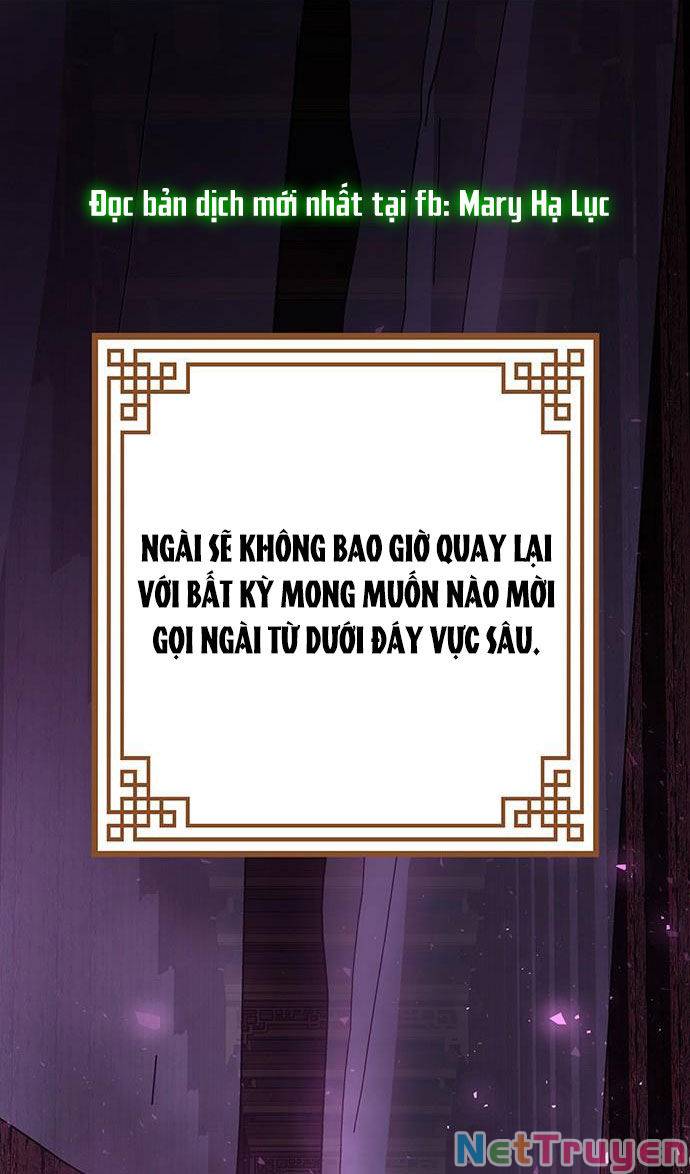 Đọc bản dịch mới nhất tại fb: Mary Hạ Lục
NGÀI SẼ KHÔNG BAO GIỜ QUAY LẠI
VỚI BẤT KỲ MONG MUỐN NÀO MỜI
GỌI NGÀI TỪ DƯỚI ĐÁY VỰC SÂU.
NetTruyen